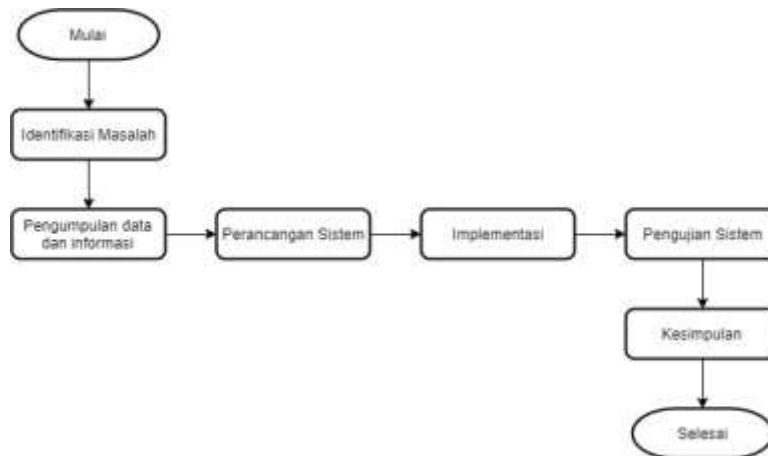 Mulai
Identifikasi Masalah
Pengumpulan data
dan informasi
Perancangan Sistem
Implementasi
Pengujian Sistem
Kesimpulan
Selesai